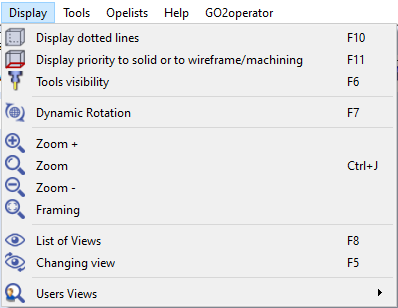 Display Tools Opelists Help GO2operator
Display dotted lines F10
Display priority to solid or to wireframe/machining F11
Tools visibility F6
Dynamic Rotation F7
Zoom +
Zoom Ctrl+J
Zoom -
Framing
List of Views F8
Changing view F5
Users Views